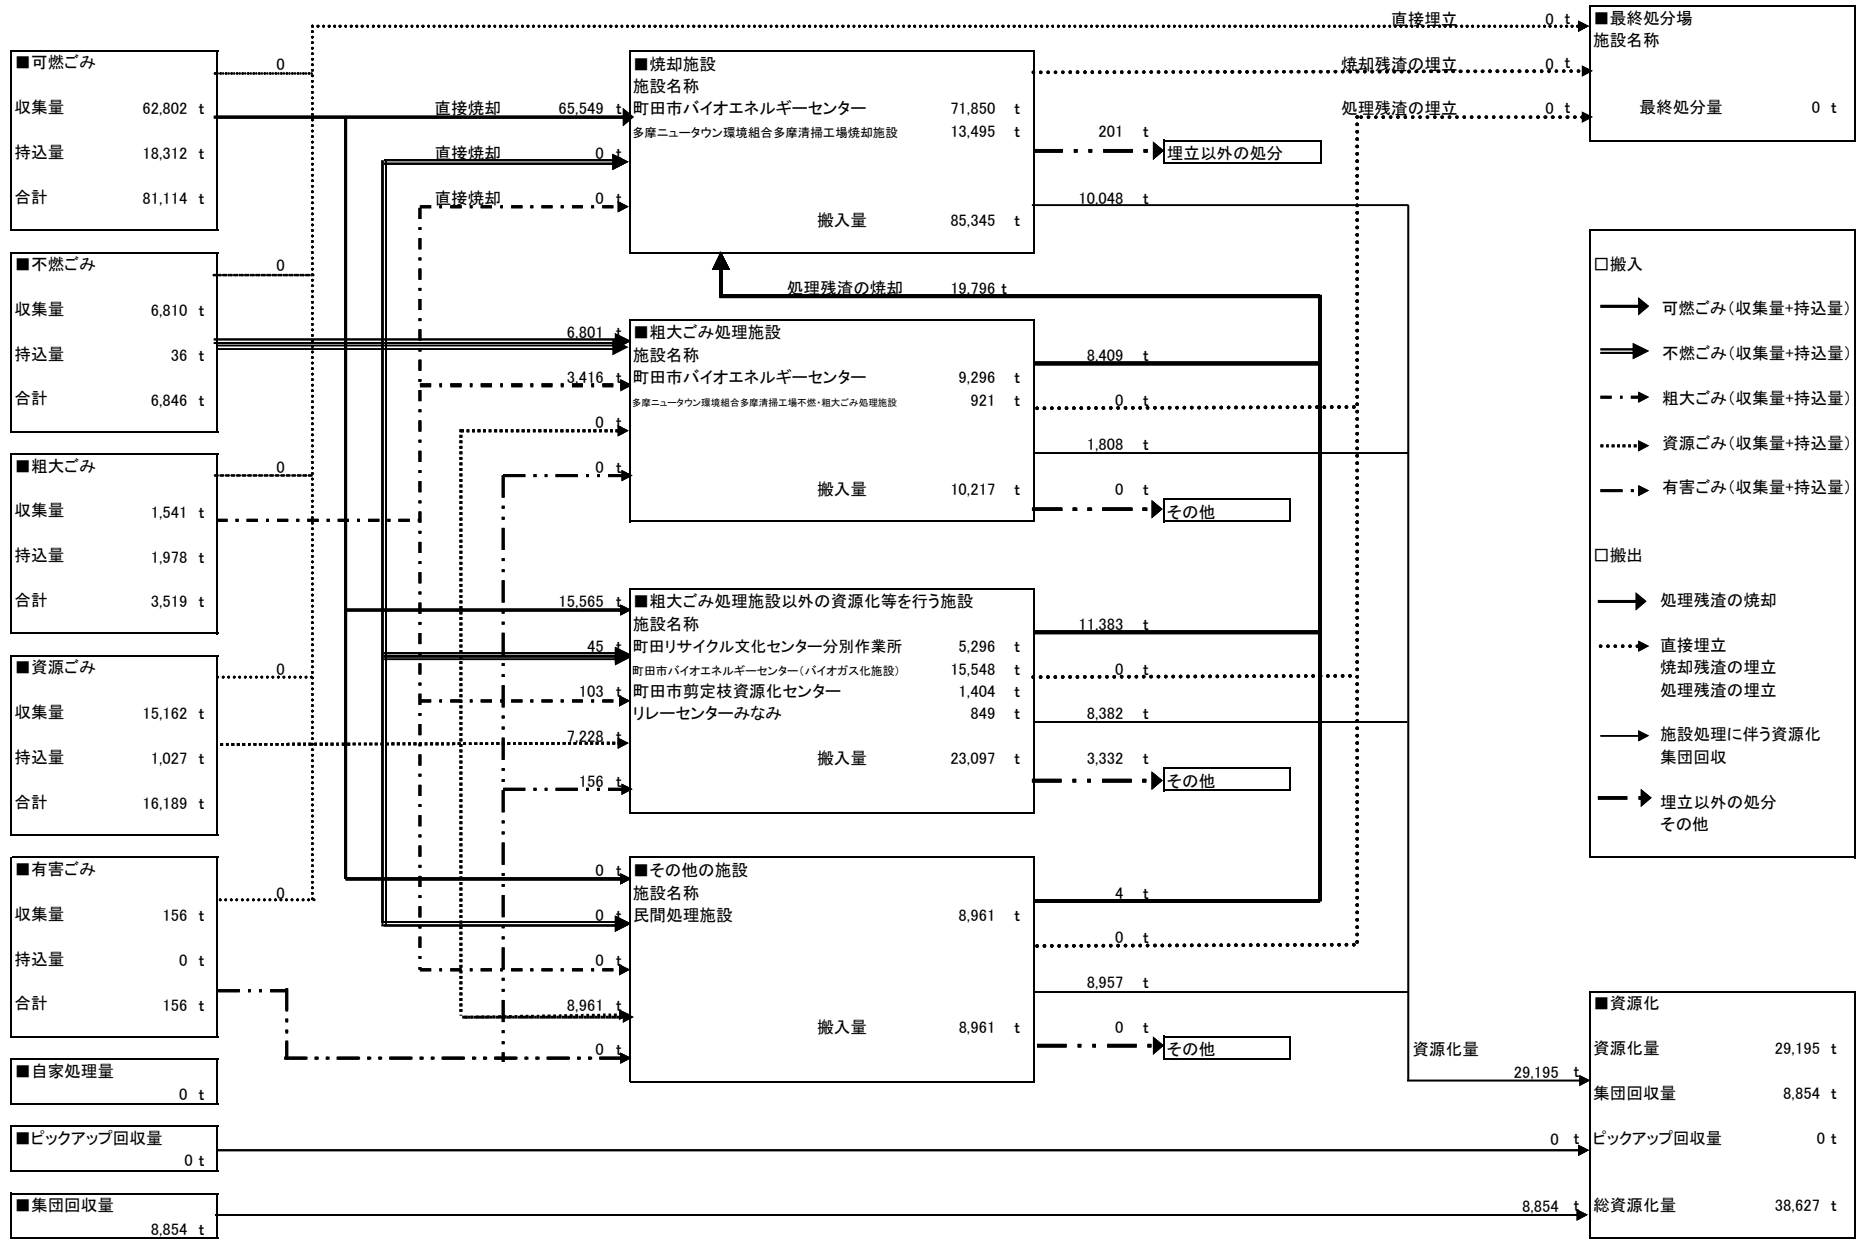 ■可燃ごみ
収集量 62,802 t
持込量 18,312 t
合計 81,114 t
0
■不燃ごみ
収集量 6,810 t
持込量 36 t
合計 6,846 t
0
■粗大ごみ
収集量 1,541 t
持込量 1,978 t
合計 3,519 t
0
■資源ごみ
収集量 15,162 t
持込量 1,027 t
合計 16,189 t
0
■有害ごみ
収集量 156 t
持込量 0 t
合計 156 t
0
■自家処理量
0 t
■ピックアップ回収量
0 t
■集団回収量
8,854 t
直接焼却 65,549 t
直接焼却 0 t
直接焼却 0 t
■焼却施設
施設名称
町田市バイオエネルギーセンター 71,850 t
多摩ニュータウン環境組合多摩清掃工場焼却施設 13,495 t
搬入量 85,345 t
201 t
埋立以外の処分
10,048 t
処理残渣の焼却 19,796 t
6,801 t
3,416 t
0 t
0 t
■粗大ごみ処理施設
施設名称
町田市バイオエネルギーセンター 9,296 t
多摩ニュータウン環境組合多摩清掃工場不燃・粗大ごみ処理施設 921 t
搬入量 10,217 t
8,409 t
0 t
1,808 t
0 t
その他
15,565 t
45 t
103 t
7,228 t
156 t
■粗大ごみ処理施設以外の資源化等を行う施設
施設名称
町田リサイクル文化センター分別作業所 5,296 t
町田市バイオエネルギーセンター(バイオガス化施設) 15,548 t
町田市剪定枝資源化センター 1,404 t
リレーセンターみなみ 849 t
搬入量 23,097 t
11,383 t
0 t
8,382 t
3,332 t
その他
0 t
0 t
0 t
8,961 t
0 t
■その他の施設
施設名称
民間処理施設 8,961 t
搬入量 8,961 t
4 t
0 t
8,957 t
0 t
その他
直接埋立 0 t
焼却残渣の埋立 0 t
処理残渣の埋立 0 t
■最終処分場
施設名称
最終処分量 0 t
□搬入
可燃ごみ(収集量+持込量)
不燃ごみ(収集量+持込量)
粗大ごみ(収集量+持込量)
資源ごみ(収集量+持込量)
有害ごみ(収集量+持込量)
□搬出
処理残渣の焼却
直接埋立
焼却残渣の埋立
処理残渣の埋立
施設処理に伴う資源化
集団回収
埋立以外の処分
その他
資源化量
29,195 t
0 t
8,854 t
■資源化
資源化量 29,195 t
集団回収量 8,854 t
ピックアップ回収量 0 t
総資源化量 38,627 t